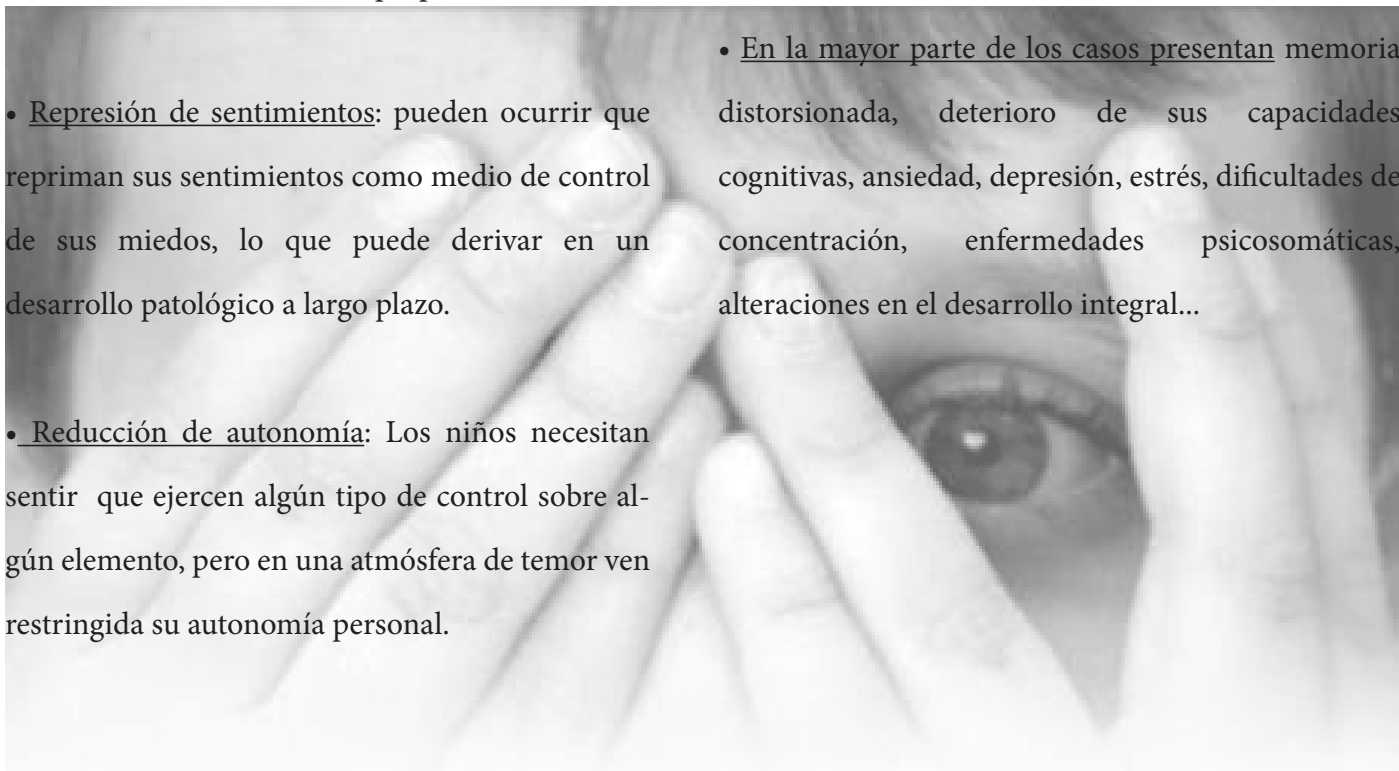 • Represión de sentimientos: pueden ocurrir que
repriman sus sentimientos como medio de control
de sus miedos, lo que puede derivar en un
desarrollo patológico a largo plazo.
• Reducción de autonomía: Los niños necesitan
sentir que ejercen algún tipo de control sobre al-
gún elemento, pero en una atmósfera de temor ven
restringida su autonomía personal.
• En la mayor parte de los casos presentan memoria
distorsionada, deterioro de sus capacidades
cognitivas, ansiedad, depresión, estrés, dificultades de
concentración, enfermedades psicosomáticas,
alteraciones en el desarrollo integral...